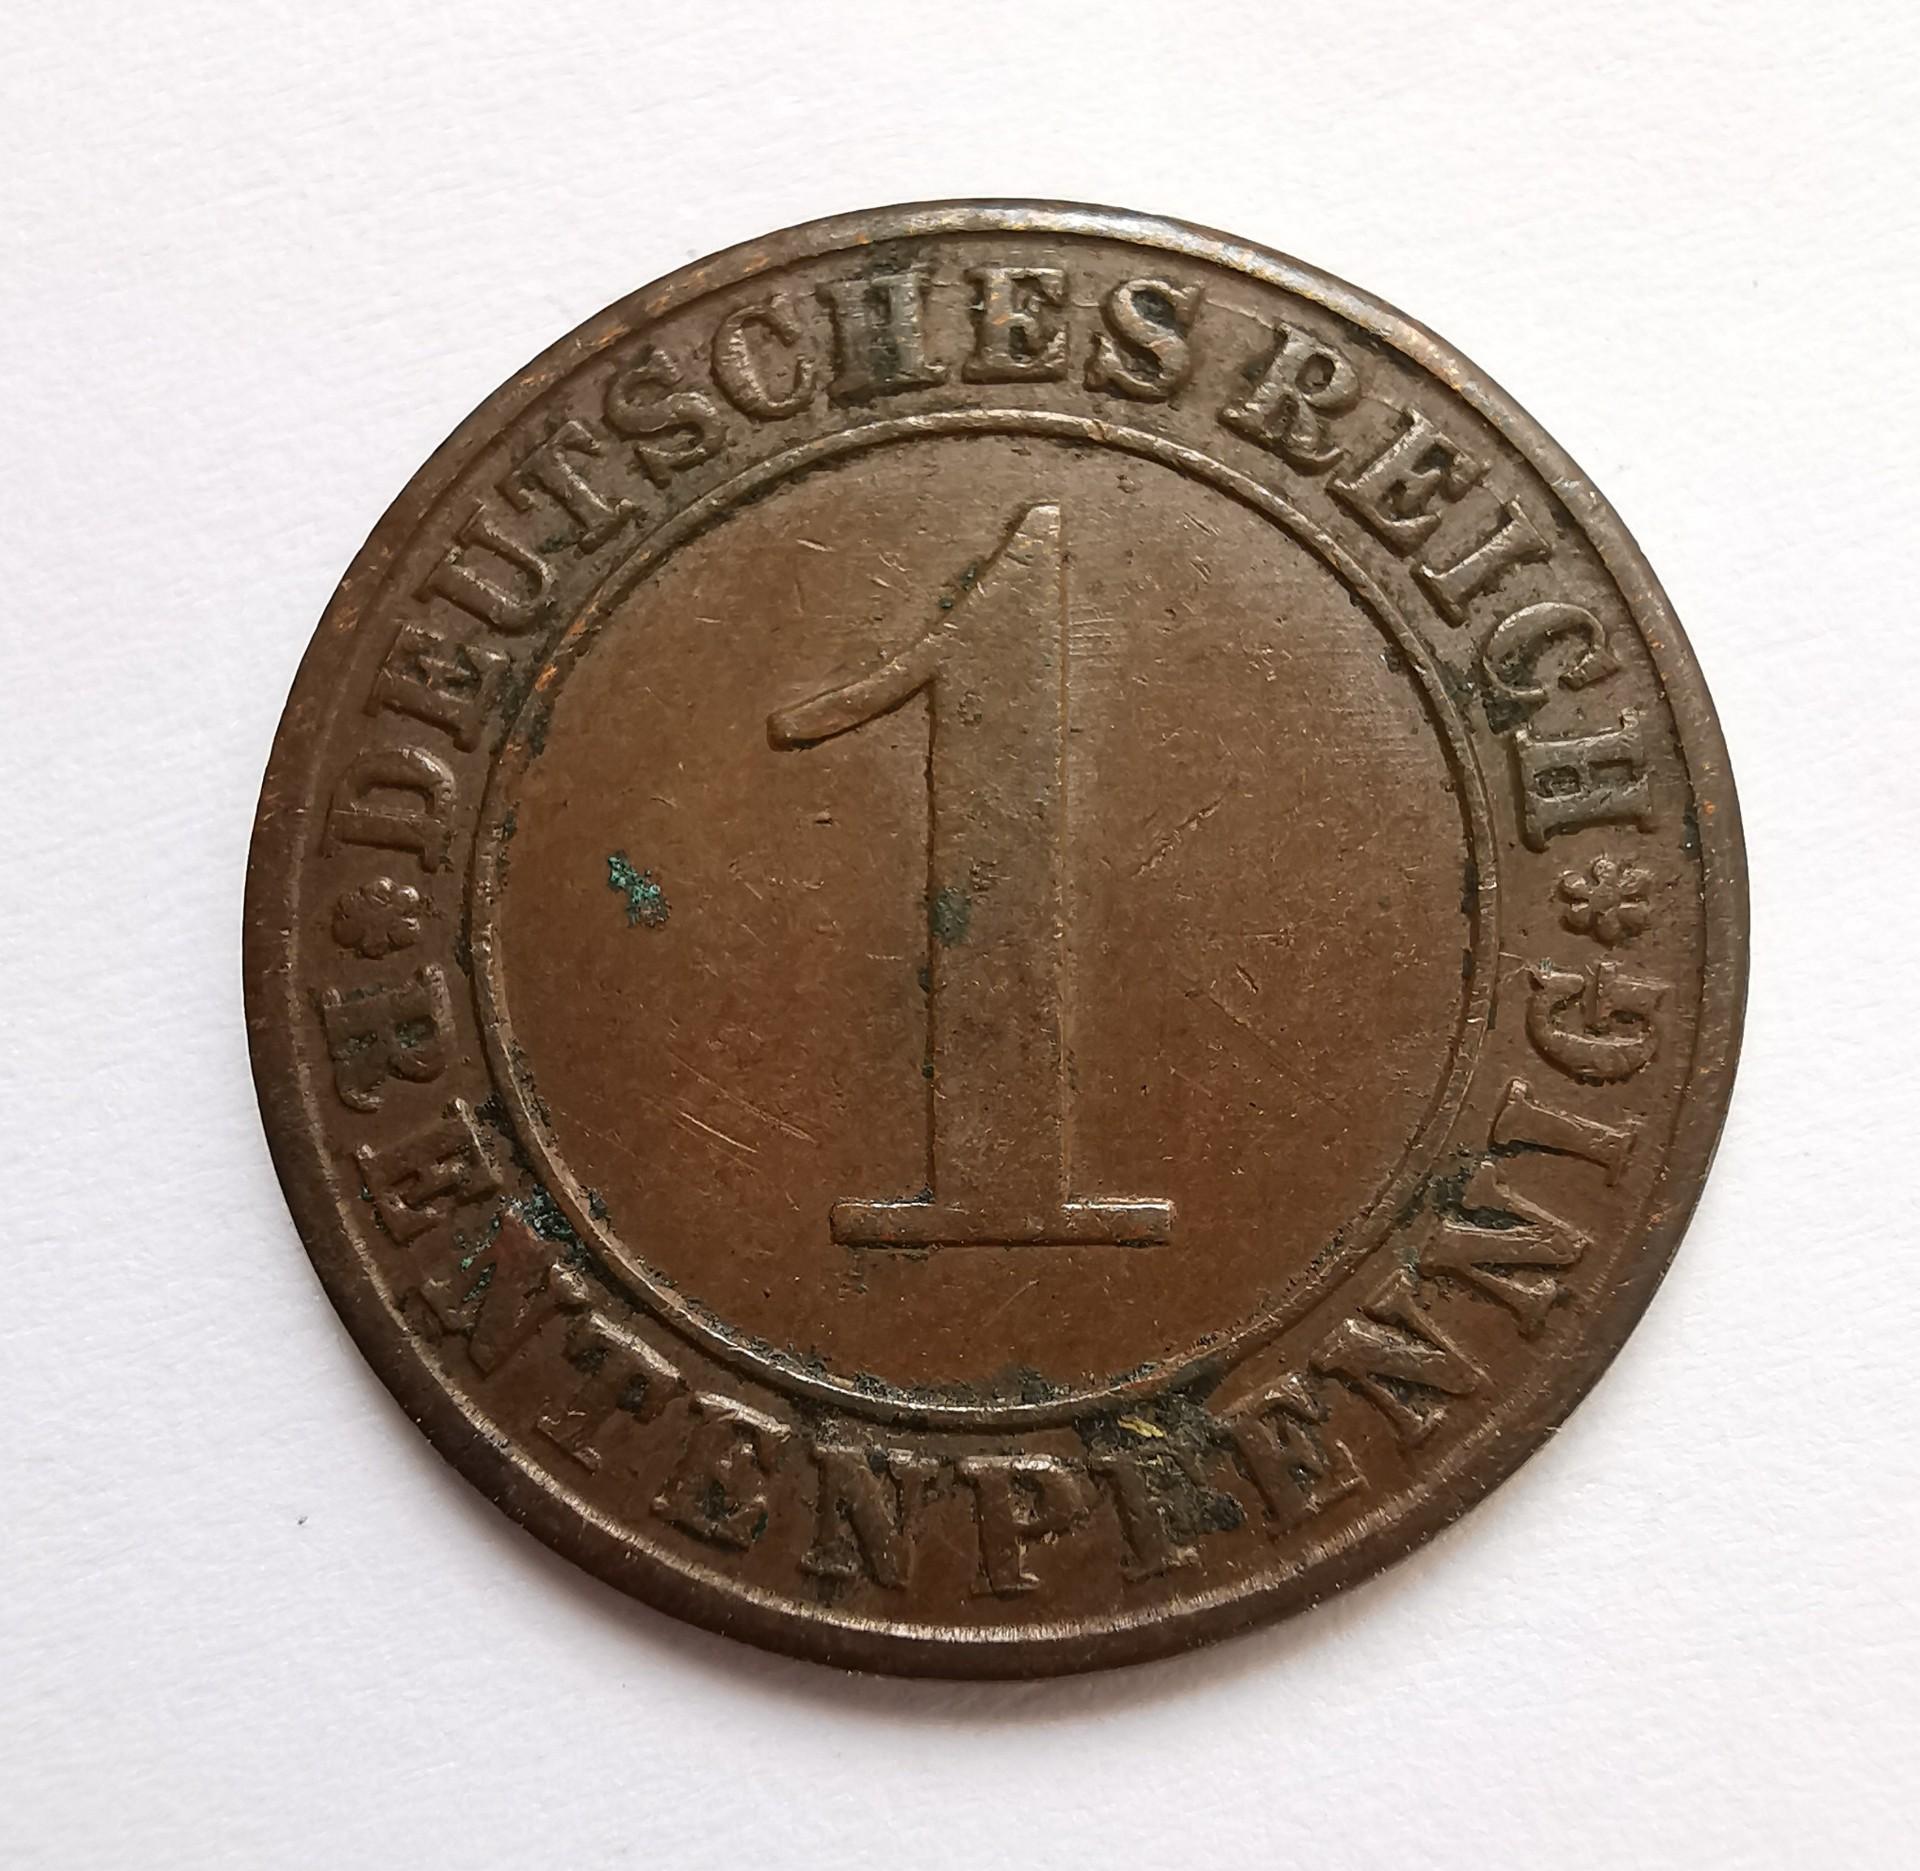 DEUTSCHES REICH
1
RENTENPFENNIG